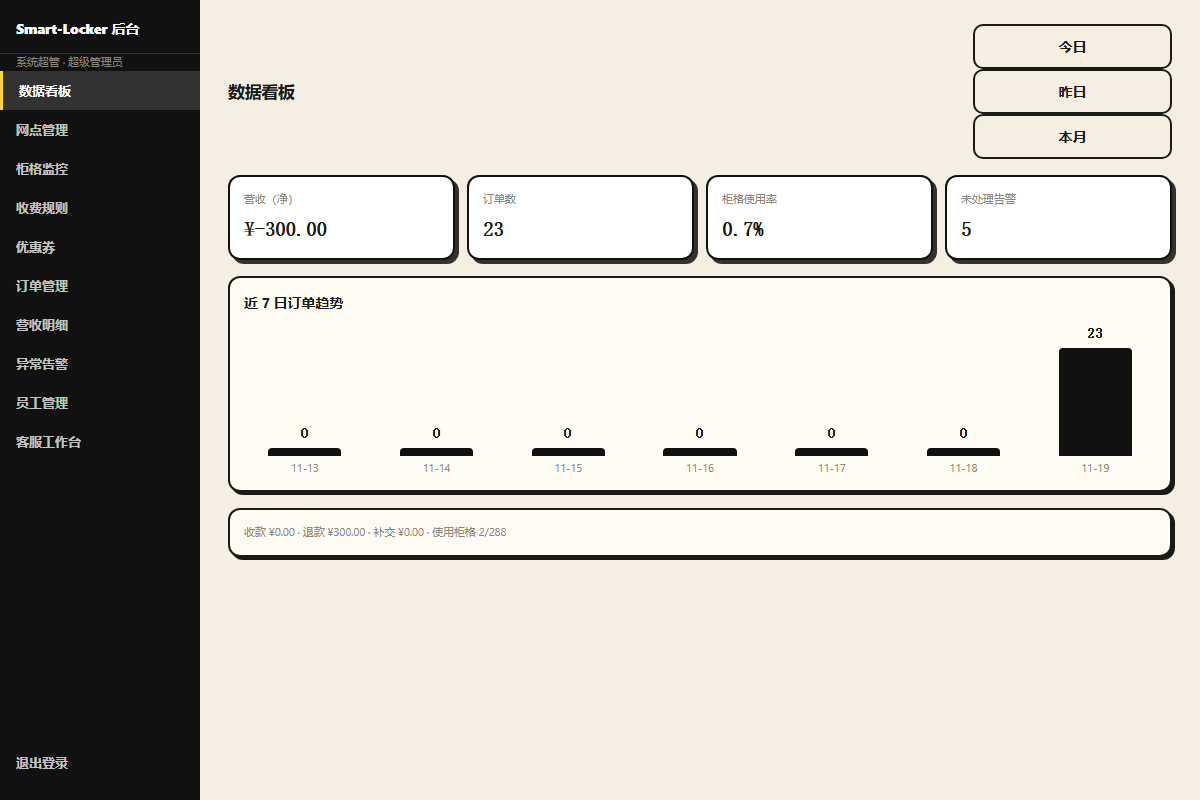 Smart-Locker 后台
系统超管 · 超级管理员
数据看板
网点管理
柜格监控
收费规则
优惠券
订单管理
营收明细
异常告警
员工管理
客服工作台
退出登录
数据看板
今日
昨日
本月
营收（净）
¥-300.00
订单数
23
柜格使用率
0.7%
未处理告警
5
近 7 日订单趋势
0 0 0 0 0 0 23
11-13 11-14 11-15 11-16 11-17 11-18 11-19
收款 ¥0.00 · 退款 ¥300.00 · 补交 ¥0.00 · 使用柜格 2/288